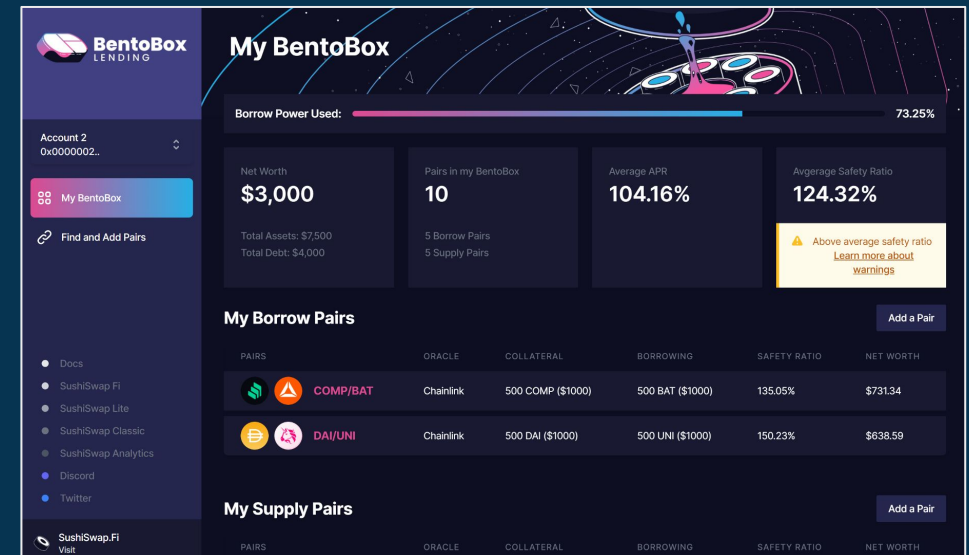 BentoBox
LENDING
Account 2
0x0000002..
My BentoBox
Find and Add Pairs
Docs
SushiSwap Fi
SushiSwap Lite
SushiSwap Classic
SushiSwap Analytics
Discord
Twitter
SushiSwap.Fi
Visit
My BentoBox
Borrow Power Used: 73.25%
Net Worth
$3,000
Total Assets: $7,500
Total Debt: $4,000
Pairs in my BentoBox
10
5 Borrow Pairs
5 Supply Pairs
Average APR
104.16%
Avgerage Safety Ratio
124.32%
Above average safety ratio
Learn more about
warnings
My Borrow Pairs
Add a Pair
PAIRS ORACLE COLLATERAL BORROWING SAFETY RATIO NET WORTH
COMP/BAT Chainlink 500 COMP ($1000) 500 BAT ($1000) 135.05% $731.34
DAI/UNI Chainlink 500 DAI ($1000) 500 UNI ($1000) 150.23% $638.59
My Supply Pairs
Add a Pair
PAIRS ORACLE COLLATERAL BORROWING SAFETY RATIO NET WORTH